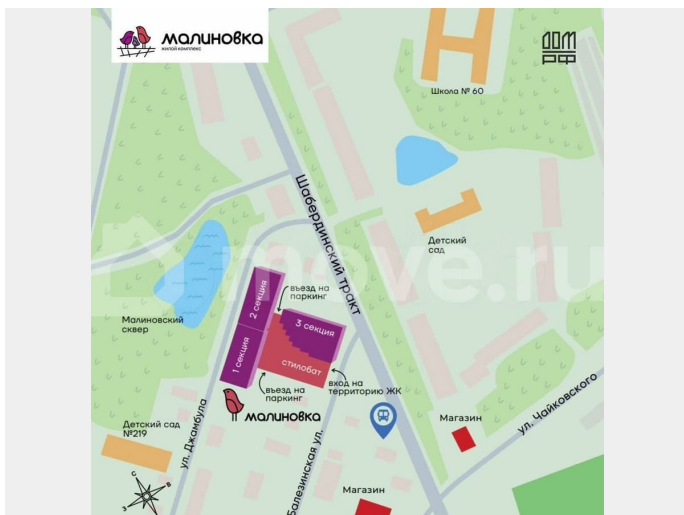 малиновка
жилой комплекс
ДОМ
РФ
Школа № 60
Шабердинский тракт
Детский
сад
move.ru
въезд на
паркинг
2 секция
3 секция
Малиновский
сквер
1 секция
стилобат
вход на
территорию ЖК
въезд на
паркинг
малиновка
ул. Джамбула
Магазин
ул. Чайковского
Детский сад
№219
Балезинская ул.
Магазин
С
В
З